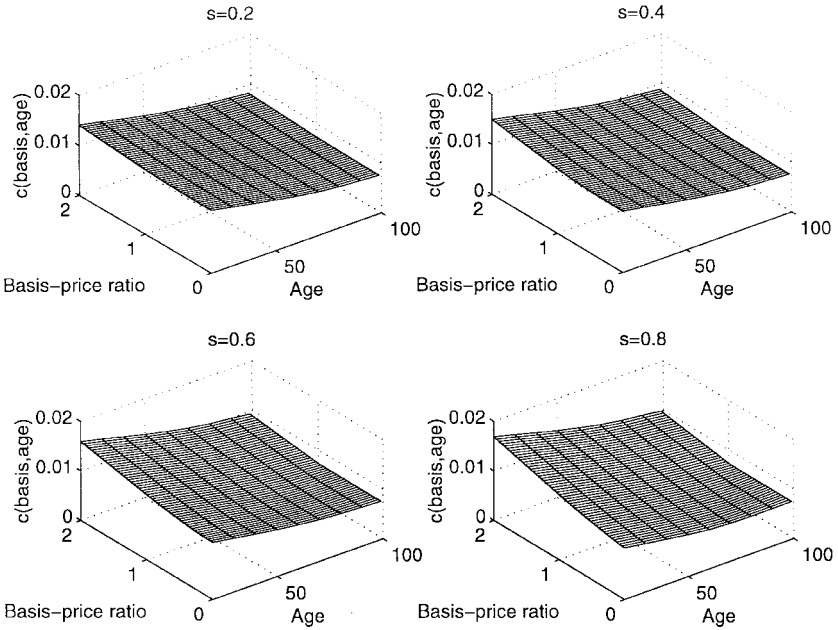 s=0.2
0.02
0.01
0
c(basis,age)
2
1
0
Basis−price ratio
50
100
Age
s=0.4
0.02
0.01
0
c(basis,age)
2
1
0
Basis−price ratio
50
100
Age
s=0.6
0.02
0.01
0
c(basis,age)
2
1
0
Basis−price ratio
50
100
Age
s=0.8
0.02
0.01
0
c(basis,age)
2
1
0
Basis−price ratio
50
100
Age